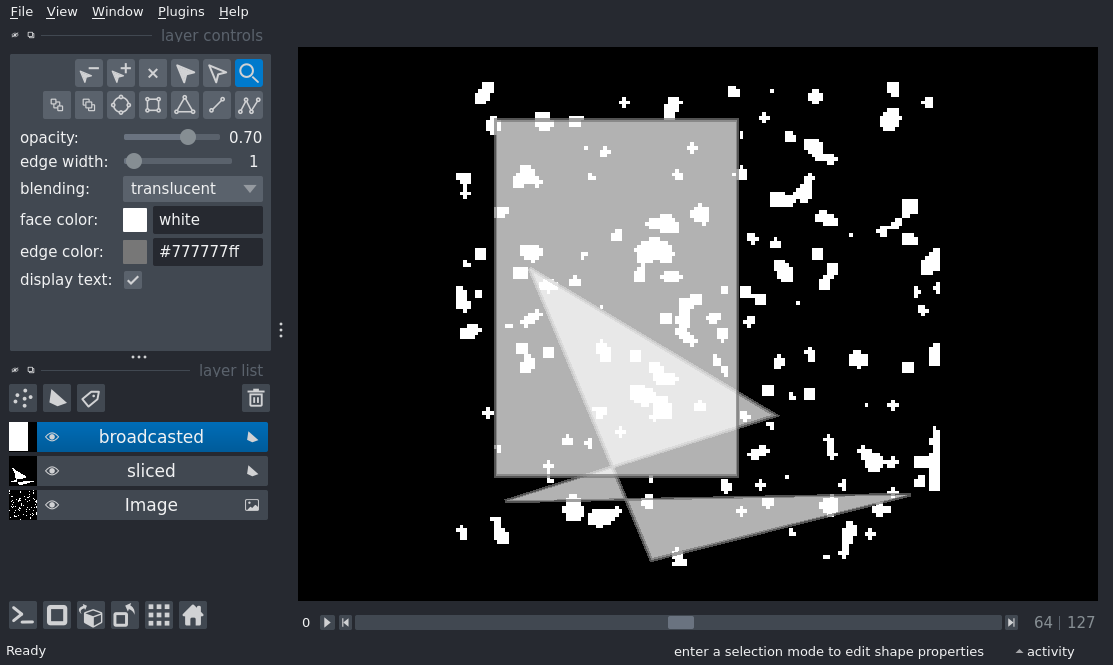 File View Window Plugins Help
layer controls
opacity: 0.70
edge width: 1
blending: translucent
face color: white
edge color: #777777ff
display text:
layer list
broadcasted
sliced
Image
0 64 | 127
Ready enter a selection mode to edit shape properties activity